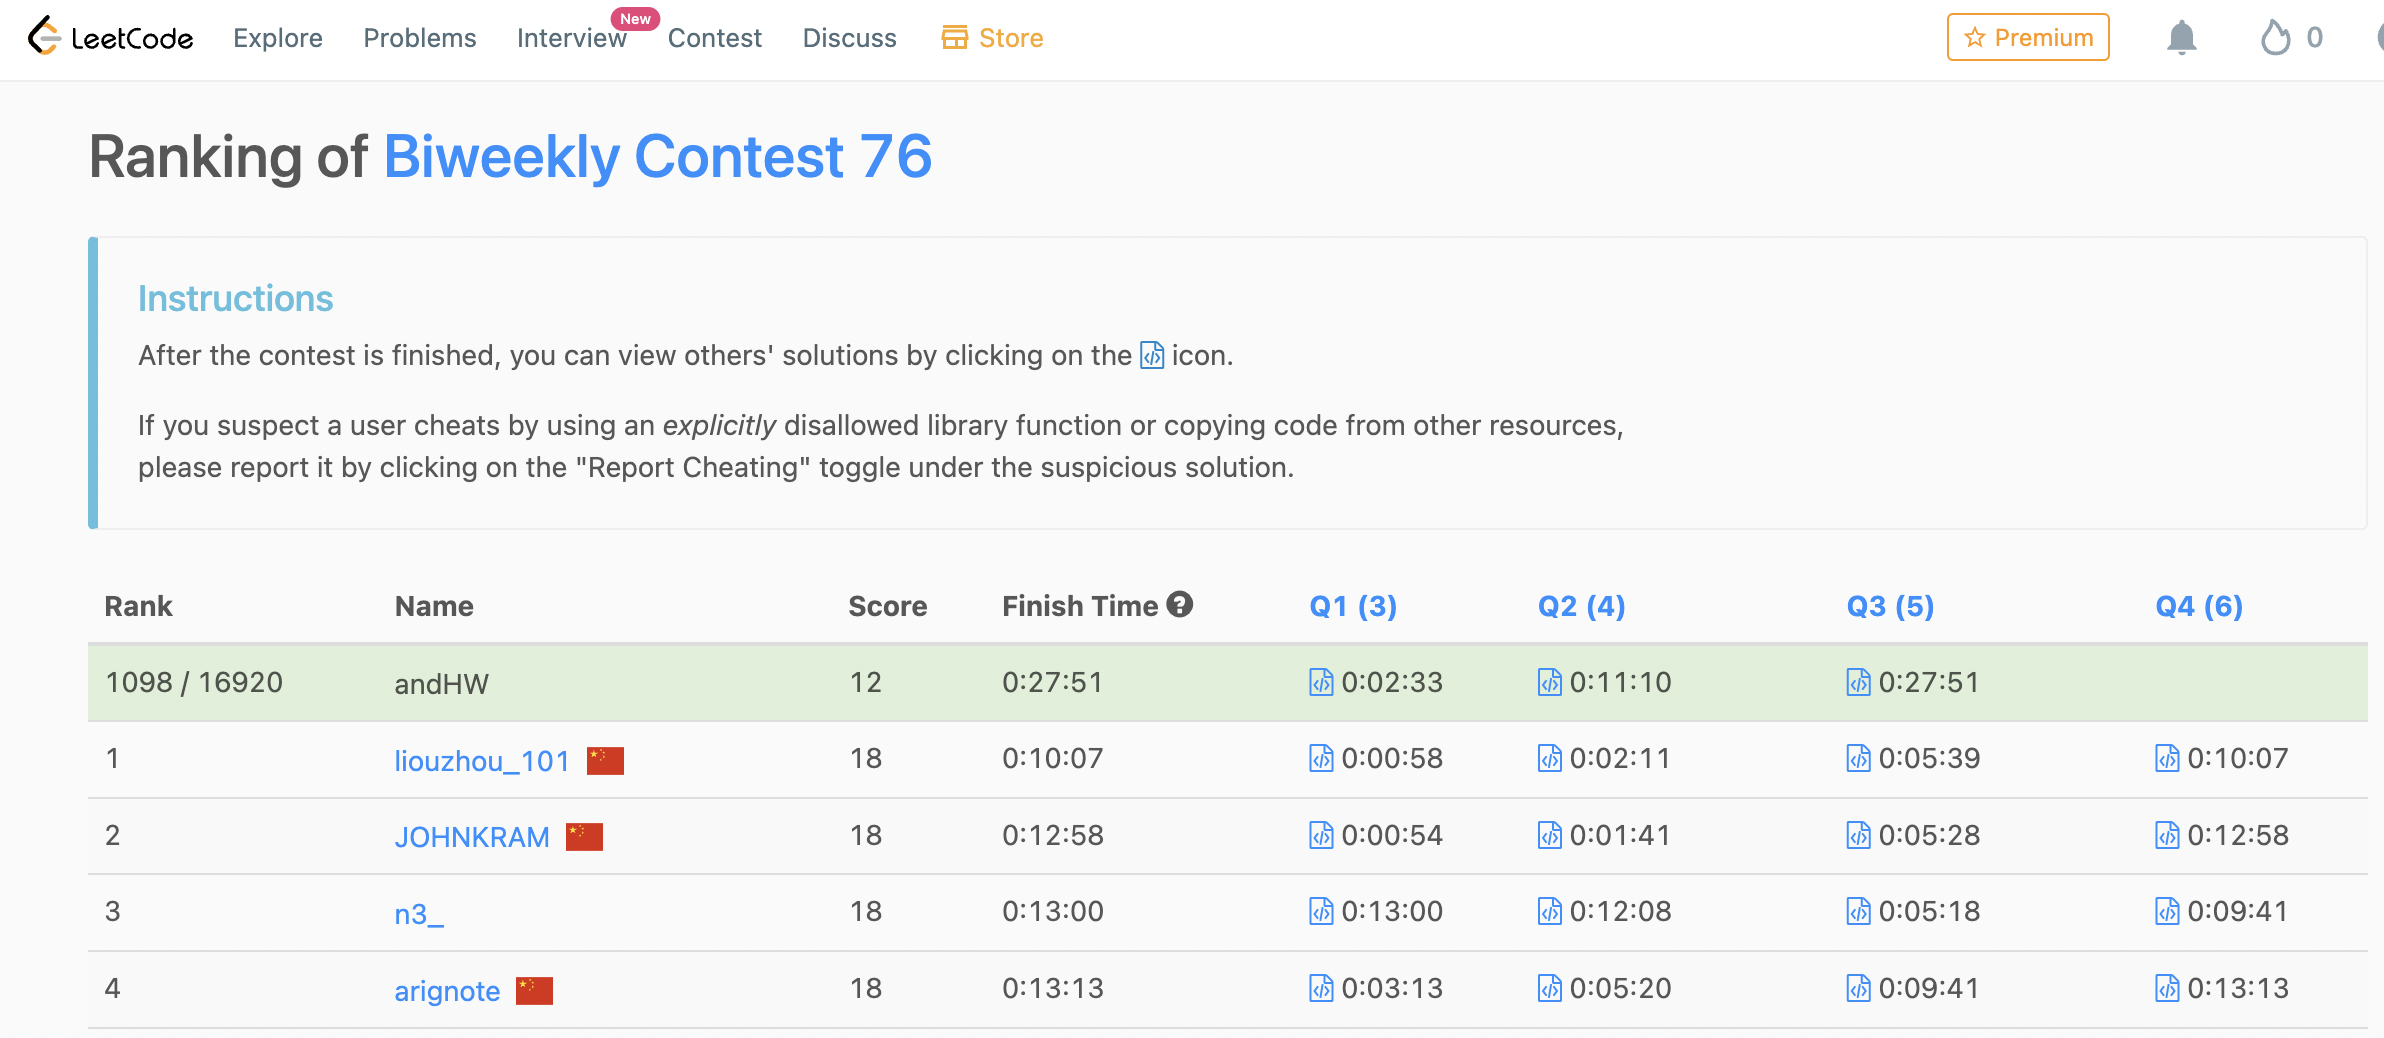 LeetCode Explore Problems Interview New Contest Discuss Store Premium 0
Ranking of Biweekly Contest 76
Instructions
After the contest is finished, you can view others' solutions by clicking on the icon.
If you suspect a user cheats by using an explicitly disallowed library function or copying code from other resources,
please report it by clicking on the "Report Cheating" toggle under the suspicious solution.
Rank Name Score Finish Time Q1 (3) Q2 (4) Q3 (5) Q4 (6)
1098 / 16920 andHW 12 0:27:51 0:02:33 0:11:10 0:27:51
1 liouzhou_101 18 0:10:07 0:00:58 0:02:11 0:05:39 0:10:07
2 JOHNKRAM 18 0:12:58 0:00:54 0:01:41 0:05:28 0:12:58
3 n3_ 18 0:13:00 0:13:00 0:12:08 0:05:18 0:09:41
4 arignote 18 0:13:13 0:03:13 0:05:20 0:09:41 0:13:13